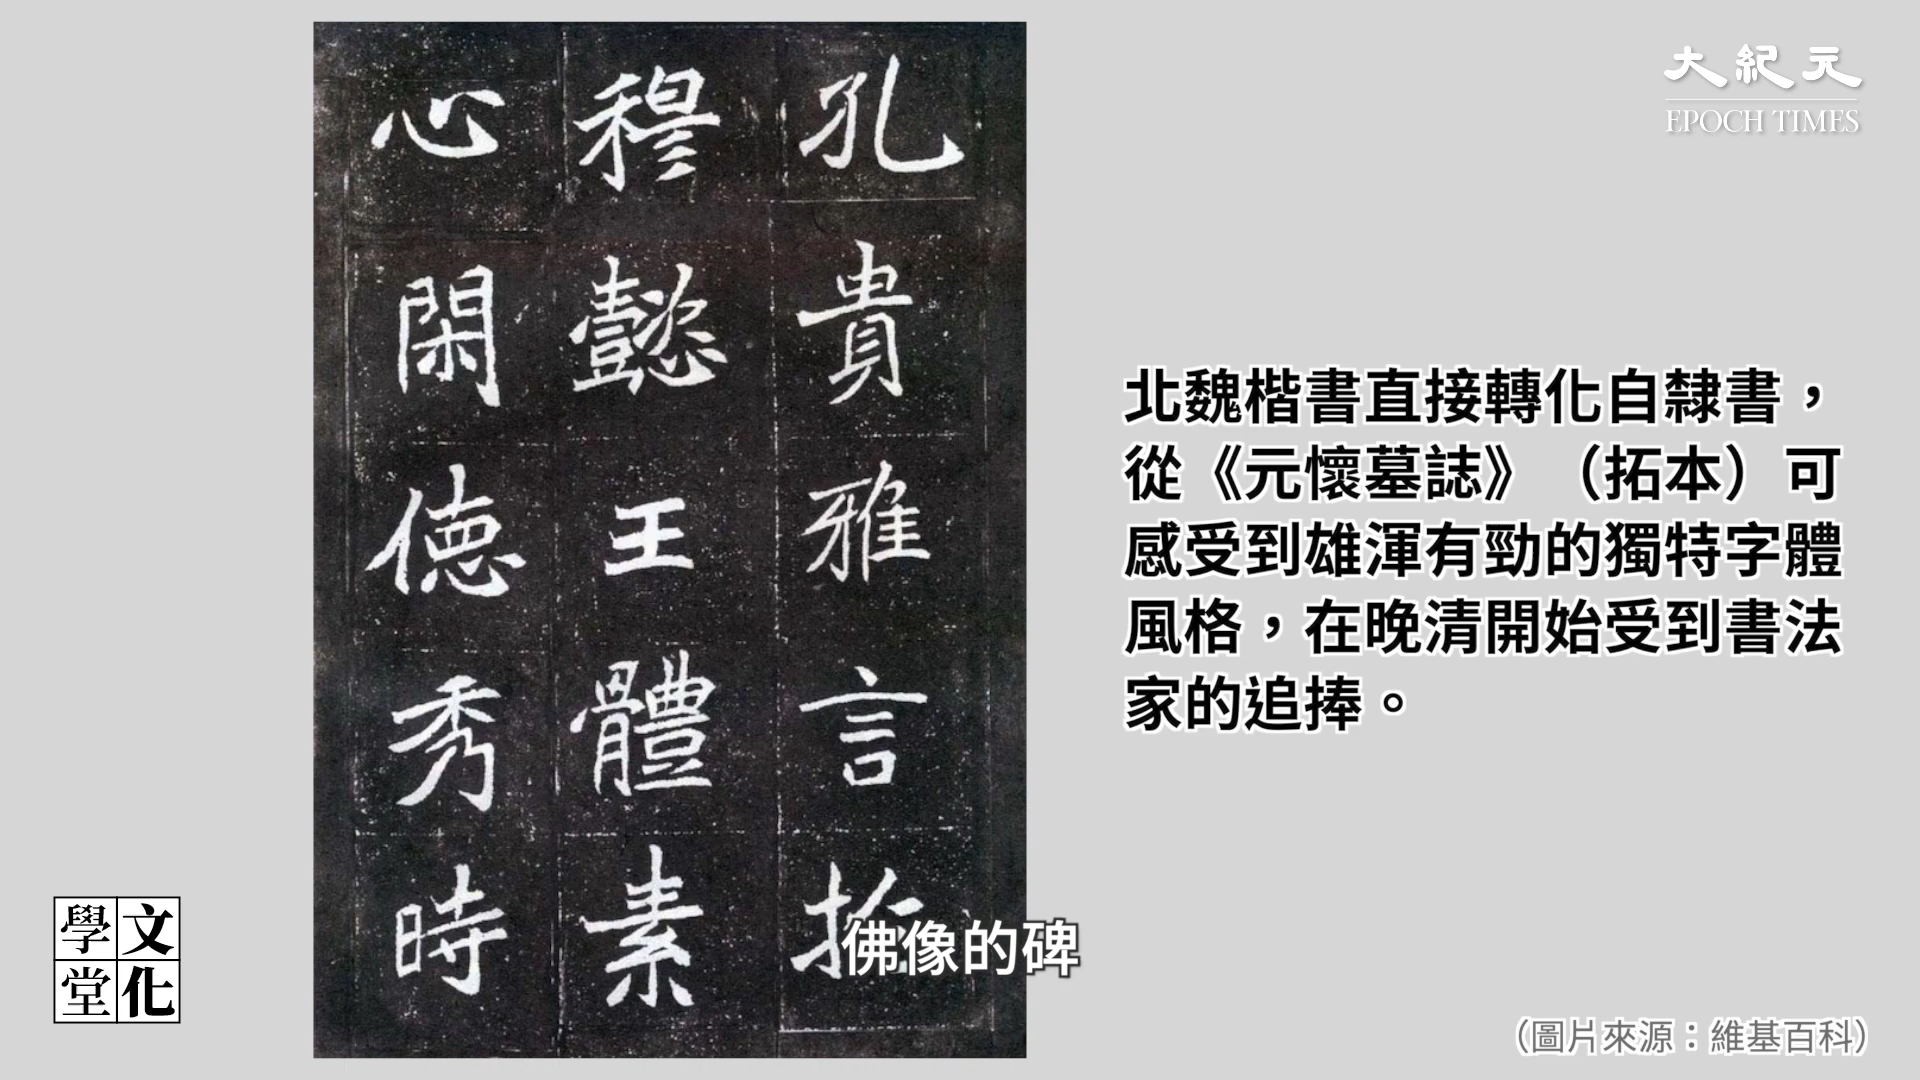 大紀元
EPOCH TIMES
孔貴雅言
穆懿王體素
心閑徳秀時
北魏楷書直接轉化自隸書，
從《元懷墓誌》（拓本）可
感受到雄渾有勁的獨特字體
風格，在晚清開始受到書法
家的追捧。
佛像的碑
文化
學堂
（圖片來源：維基百科）